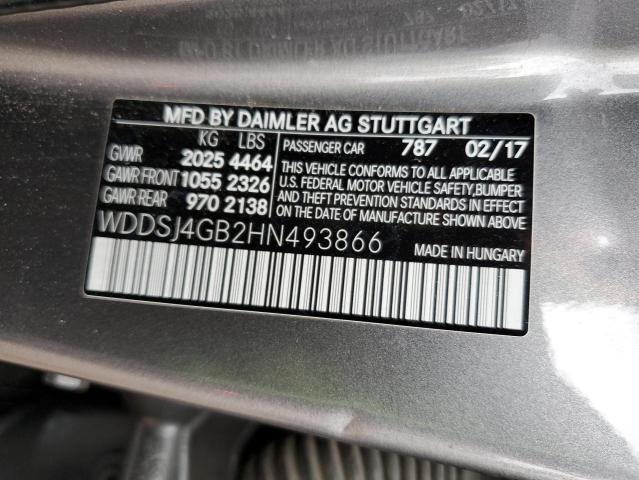 MFD BY DAIMLER AG STUTTGART
KG LBS
GVWR 2025 4464
GAWR FRONT 1055 2326
GAWR REAR 970 2138
PASSENGER CAR 787 02/17
THIS VEHICLE CONFORMS TO ALL APPLICABLE
U.S. FEDERAL MOTOR VEHICLE SAFETY, BUMPER
AND THEFT PREVENTION STANDARDS IN EFFECT
ON THE DATE OF MANUFACTURE SHOWN ABOVE
WDDSJ4GB2HN493866
MADE IN HUNGARY